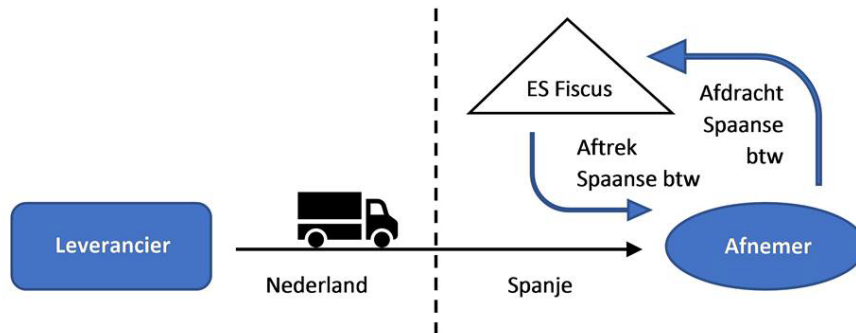 ES Fiscus
Afdracht
Spaanse
btw
Aftrek
Spaanse btw
Leverancier
Afnemer
Nederland
Spanje